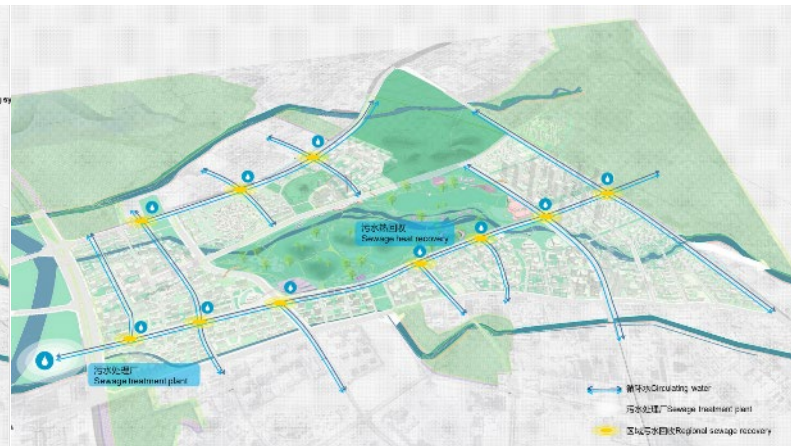 污水热回收
Sewage heat recovery
污水处理厂
Sewage treatment plant
循环水Circulating water
污水处理厂Sewage treatment plant
区域污水回收Regional sewage recovery